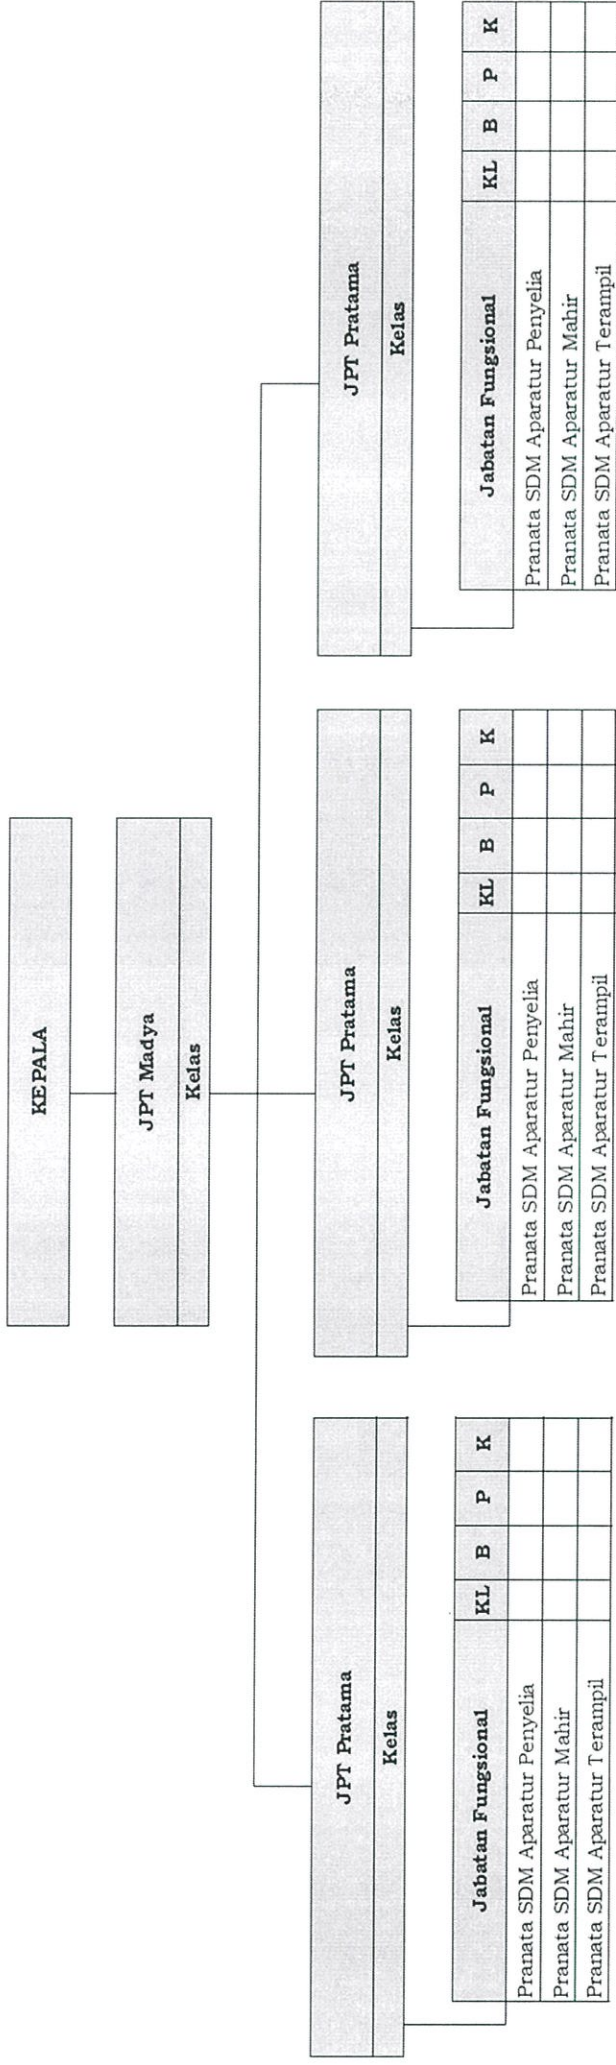 KEPALA
JPT Madya
Kelas
JPT Pratama
Kelas
Jabatan Fungsional KL B P K
Pranata SDM Aparatur Penyelia
Pranata SDM Aparatur Mahir
Pranata SDM Aparatur Terampil
JPT Pratama
Kelas
Jabatan Fungsional KL B P K
Pranata SDM Aparatur Penyelia
Pranata SDM Aparatur Mahir
Pranata SDM Aparatur Terampil
JPT Pratama
Kelas
Jabatan Fungsional KL B P K
Pranata SDM Aparatur Penyelia
Pranata SDM Aparatur Mahir
Pranata SDM Aparatur Terampil